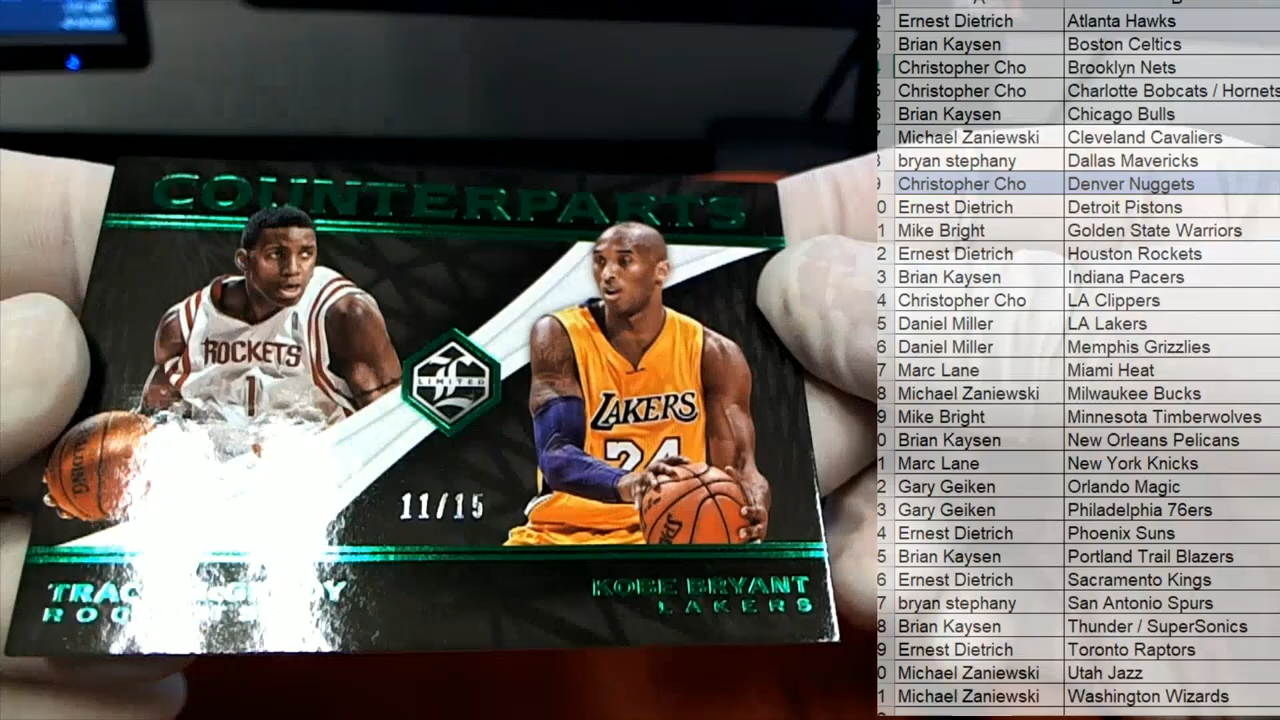 COUNTERPARTS
ROCKETS
1
LIMITED
LAKERS
24
SPALDING
11/15
KOBE BRYANT
LAKERS
Ernest Dietrich Atlanta Hawks
Brian Kaysen Boston Celtics
Christopher Cho Brooklyn Nets
Christopher Cho Charlotte Bobcats / Hornets
Brian Kaysen Chicago Bulls
Michael Zaniewski Cleveland Cavaliers
bryan stephany Dallas Mavericks
Christopher Cho Denver Nuggets
Ernest Dietrich Detroit Pistons
Mike Bright Golden State Warriors
Ernest Dietrich Houston Rockets
Brian Kaysen Indiana Pacers
Christopher Cho LA Clippers
Daniel Miller LA Lakers
Daniel Miller Memphis Grizzlies
Marc Lane Miami Heat
Michael Zaniewski Milwaukee Bucks
Mike Bright Minnesota Timberwolves
Brian Kaysen New Orleans Pelicans
Marc Lane New York Knicks
Gary Geiken Orlando Magic
Gary Geiken Philadelphia 76ers
Ernest Dietrich Phoenix Suns
Brian Kaysen Portland Trail Blazers
Ernest Dietrich Sacramento Kings
bryan stephany San Antonio Spurs
Brian Kaysen Thunder / SuperSonics
Ernest Dietrich Toronto Raptors
Michael Zaniewski Utah Jazz
Michael Zaniewski Washington Wizards